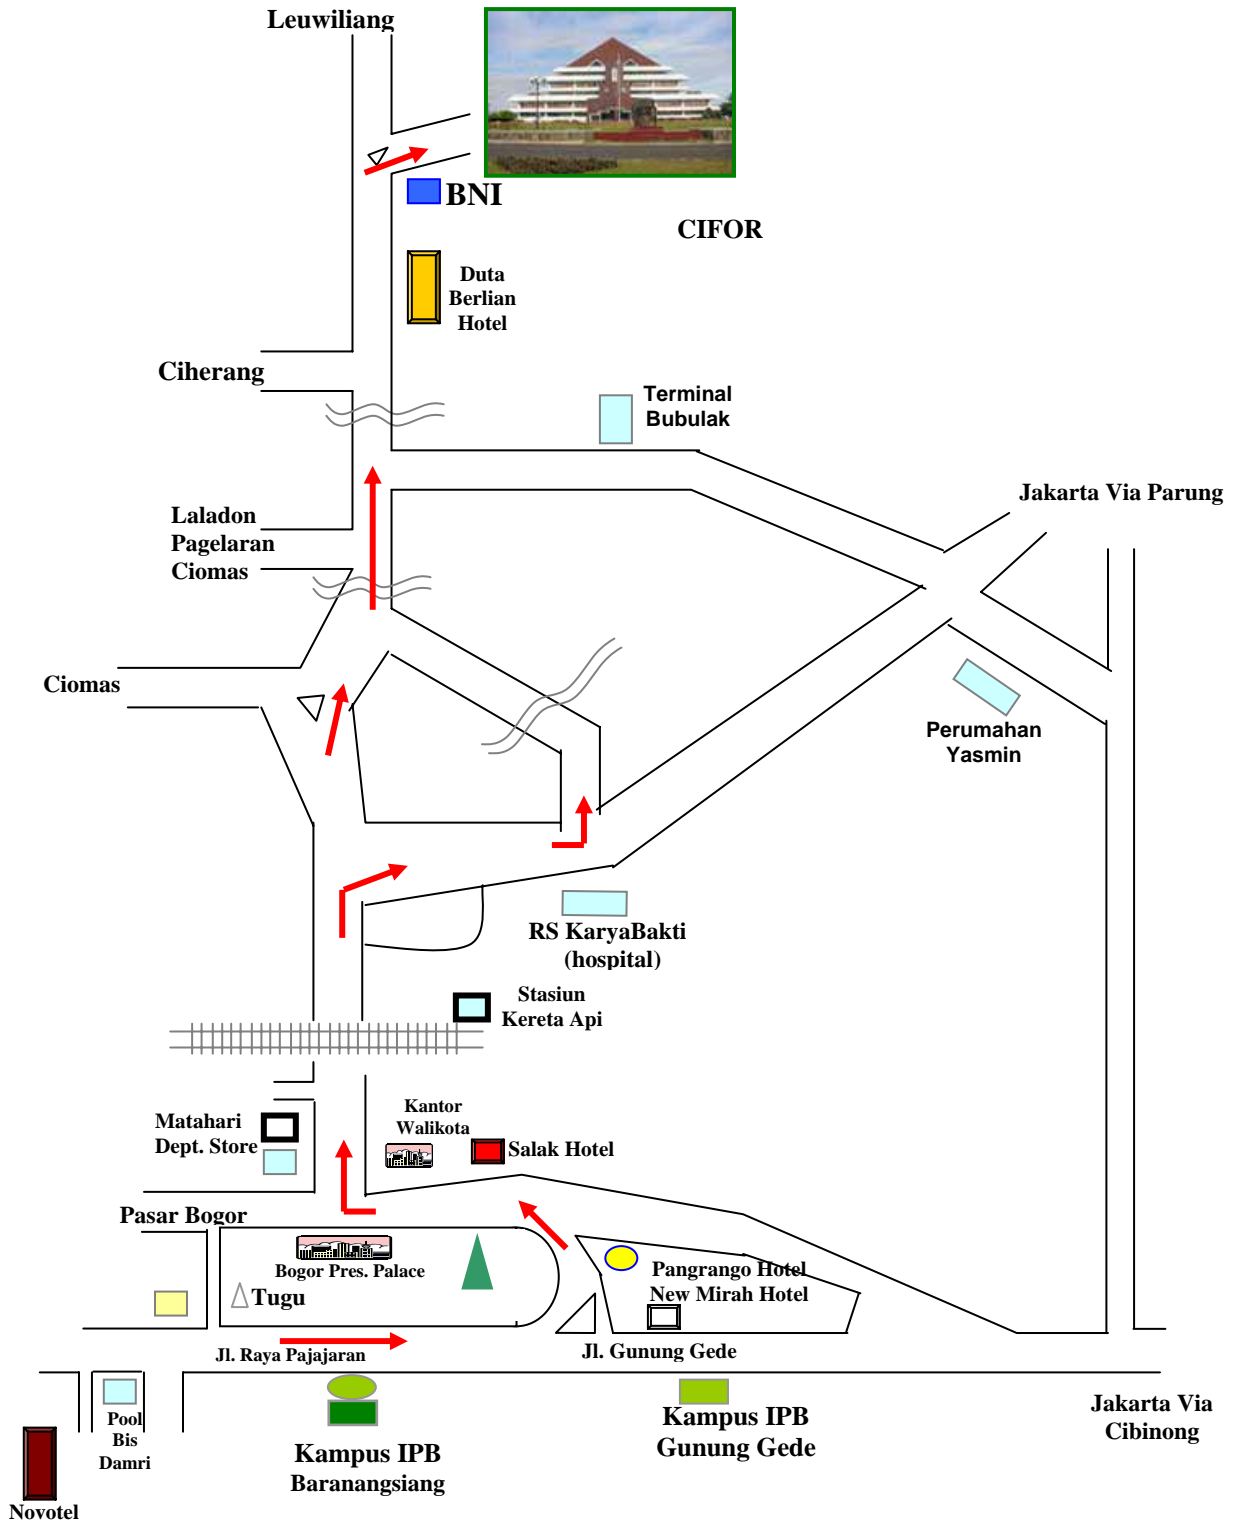 Leuwiliang
BNI
CIFOR
Duta
Berlian
Hotel
Ciherang
Terminal
Bubulak
Jakarta Via Parung
Laladon
Pagelaran
Ciomas
Ciomas
Perumahan
Yasmin
RS KaryaBakti
(hospital)
Stasiun
Kereta Api
Matahari
Dept. Store
Kantor
Walikota
Salak Hotel
Pasar Bogor
Bogor Pres. Palace
Tugu
Pangrango Hotel
New Mirah Hotel
Jl. Raya Pajajaran
Jl. Gunung Gede
Pool
Bis
Damri
Kampus IPB
Baranangsiang
Kampus IPB
Gunung Gede
Jakarta Via
Cibinong
Novotel